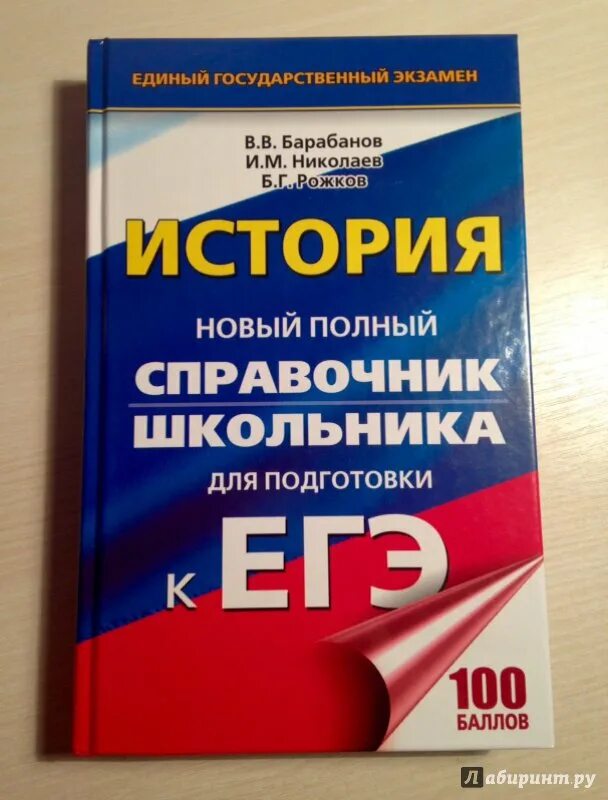 ЕДИНЫЙ ГОСУДАРСТВЕННЫЙ ЭКЗАМЕН
В.В. Барабанов
И.М. Николаев
Б.Г. Рожков
ИСТОРИЯ
НОВЫЙ ПОЛНЫЙ
СПРАВОЧНИК
ШКОЛЬНИКА
ДЛЯ ПОДГОТОВКИ
К ЕГЭ
100
БАЛЛОВ
Лабиринт.ру